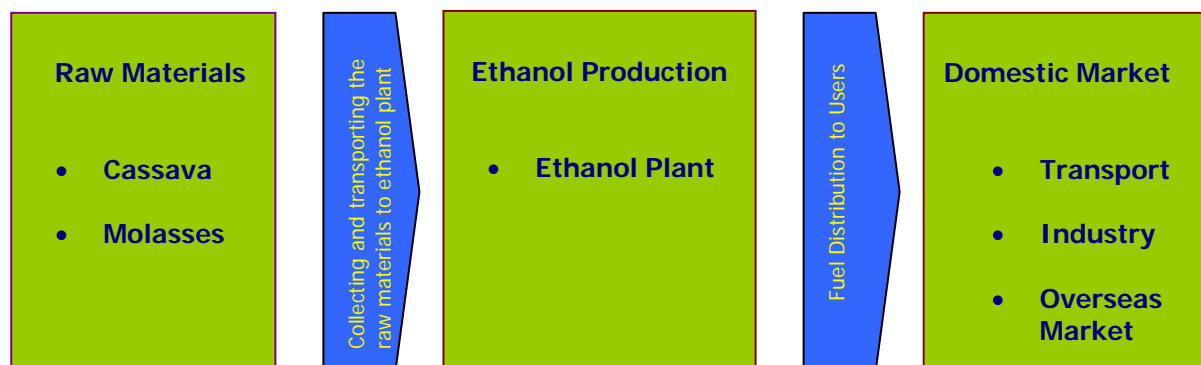 Raw Materials
• Cassava
• Molasses
Collecting and transporting the
raw materials to ethanol plant
Ethanol Production
• Ethanol Plant
Fuel Distribution to Users
Domestic Market
• Transport
• Industry
• Overseas
Market